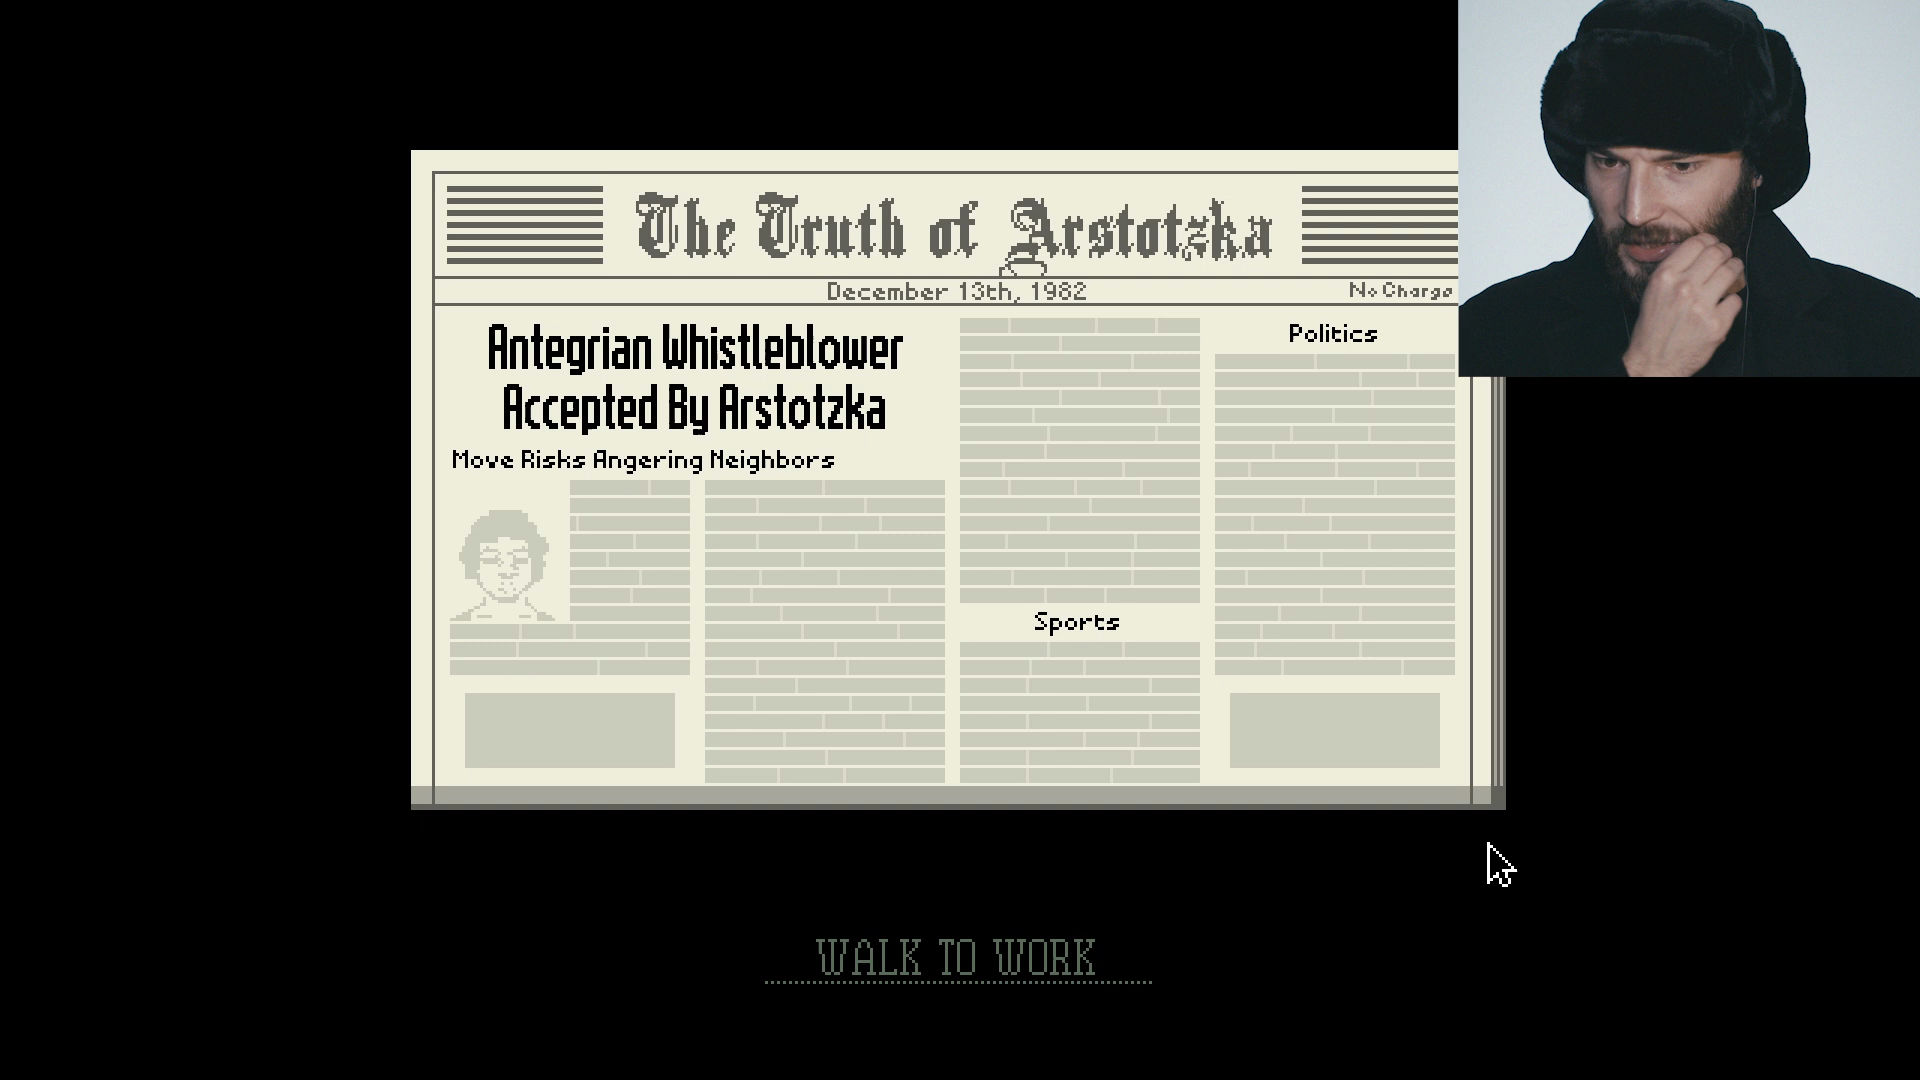 The Truth of Arstotzka
December 13th, 1982
No Charge
Antegrian Whistleblower
Accepted By Arstotzka
Move Risks Angering Neighbors
Sports
Politics
WALK TO WORK